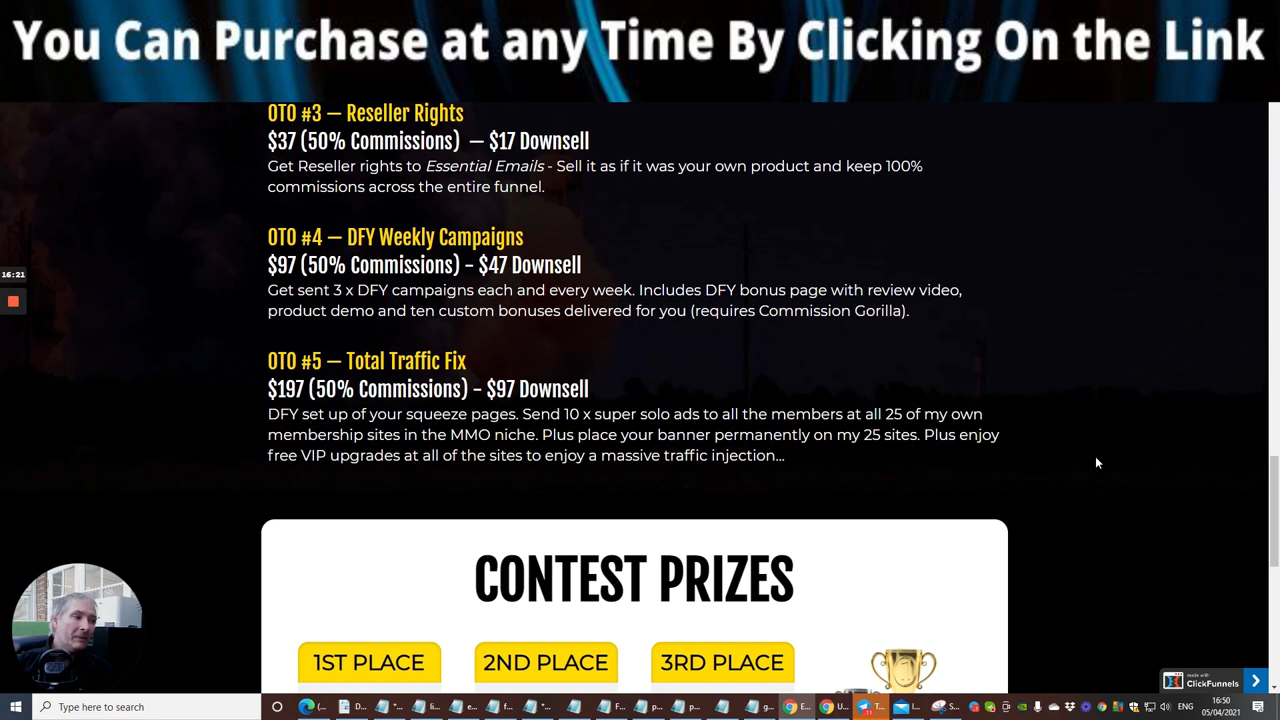 You Can Purchase at any Time By Clicking On the Link
OTO #3 — Reseller Rights
$37 (50% Commissions) — $17 Downsell
Get Reseller rights to Essential Emails - Sell it as if it was your own product and keep 100%
commissions across the entire funnel.
OTO #4 — DFY Weekly Campaigns
$97 (50% Commissions) - $47 Downsell
16:21
Get sent 3 x DFY campaigns each and every week. Includes DFY bonus page with review video,
product demo and ten custom bonuses delivered for you (requires Commission Gorilla).
OTO #5 — Total Traffic Fix
$197 (50% Commissions) - $97 Downsell
DFY set up of your squeeze pages. Send 10 x super solo ads to all the members at all 25 of my own
membership sites in the MMO niche. Plus place your banner permanently on my 25 sites. Plus enjoy
free VIP upgrades at all of the sites to enjoy a massive traffic injection...
CONTEST PRIZES
1ST PLACE
2ND PLACE
3RD PLACE
made with
ClickFunnels
Type here to search
ENG
16:50
05/04/2021